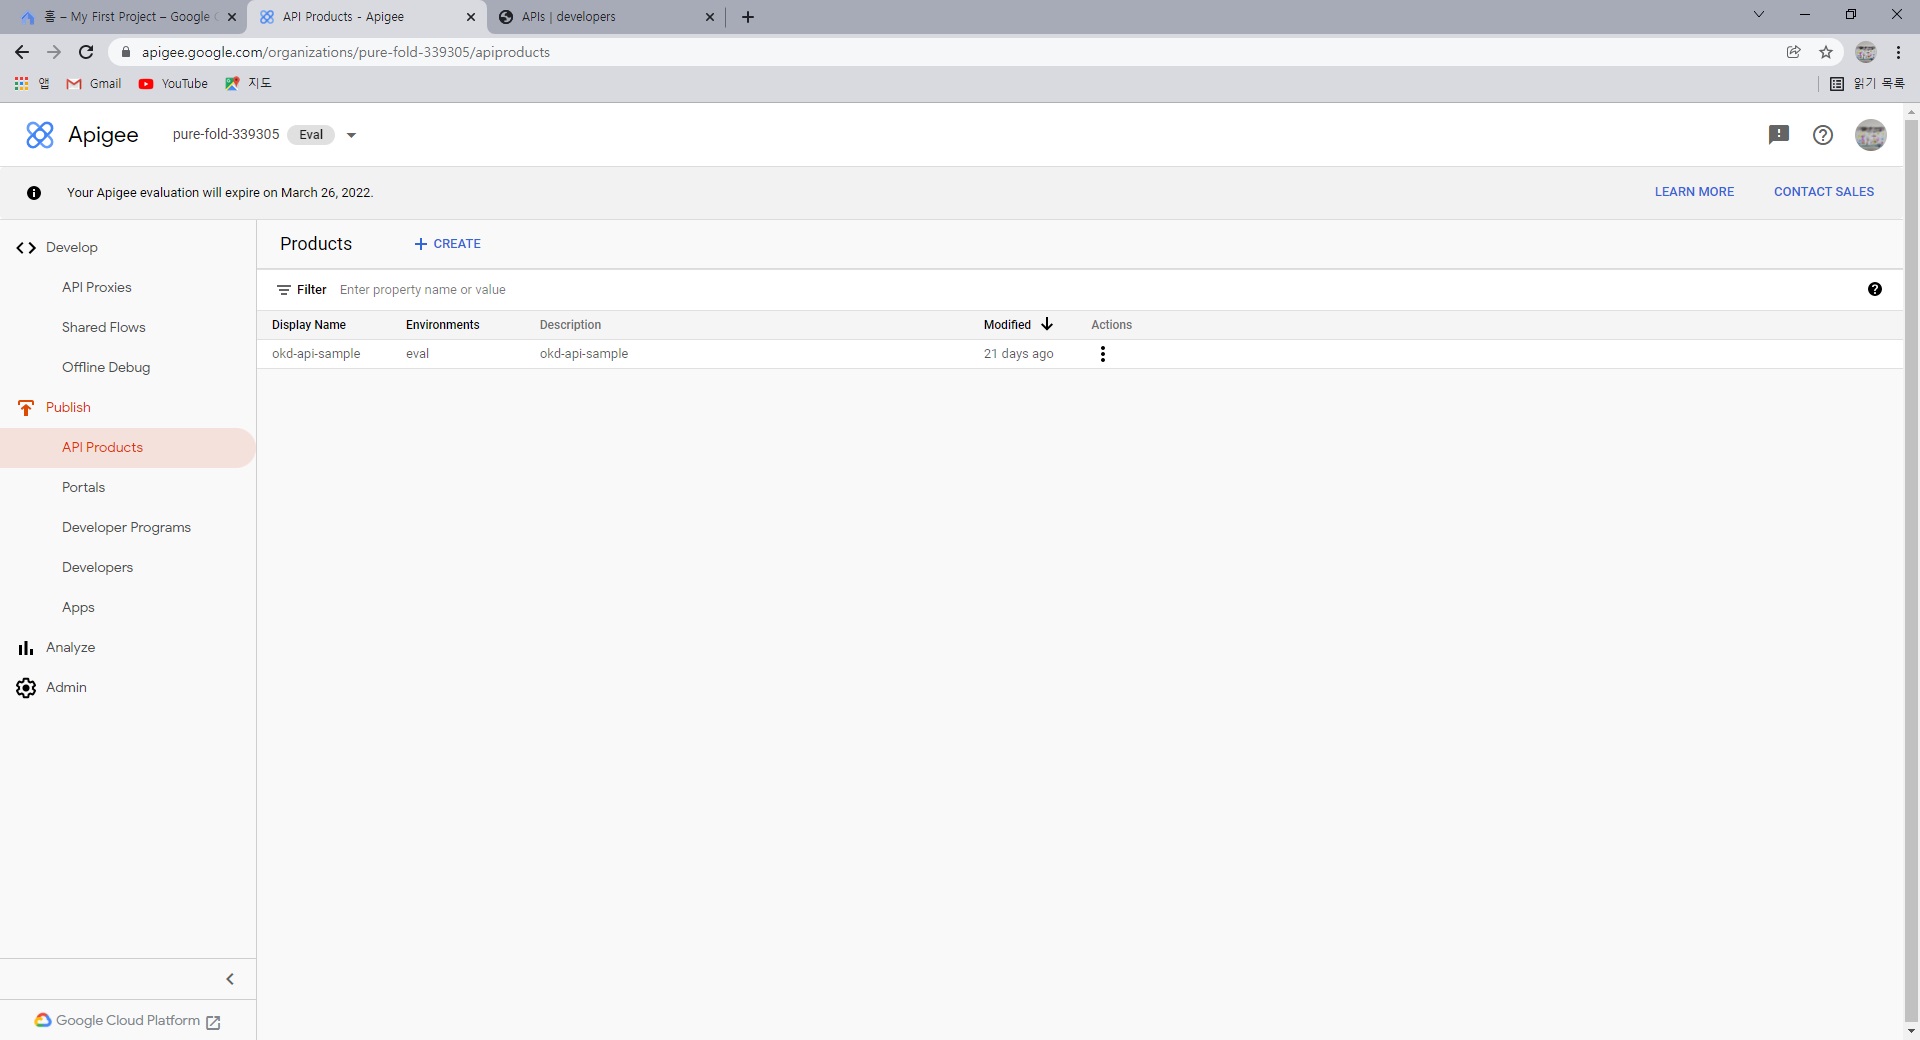 홈 – My First Project – Google
API Products - Apigee
APIs | developers
apigee.google.com/organizations/pure-fold-339305/apiproducts
앱
Gmail
YouTube
지도
읽기 목록
Apigee
pure-fold-339305
Eval
Your Apigee evaluation will expire on March 26, 2022.
LEARN MORE
CONTACT SALES
Develop
API Proxies
Shared Flows
Offline Debug
Publish
API Products
Portals
Developer Programs
Developers
Apps
Analyze
Admin
Google Cloud Platform
Products
CREATE
Filter Enter property name or value
Display Name Environments Description Modified Actions
okd-api-sample eval okd-api-sample 21 days ago